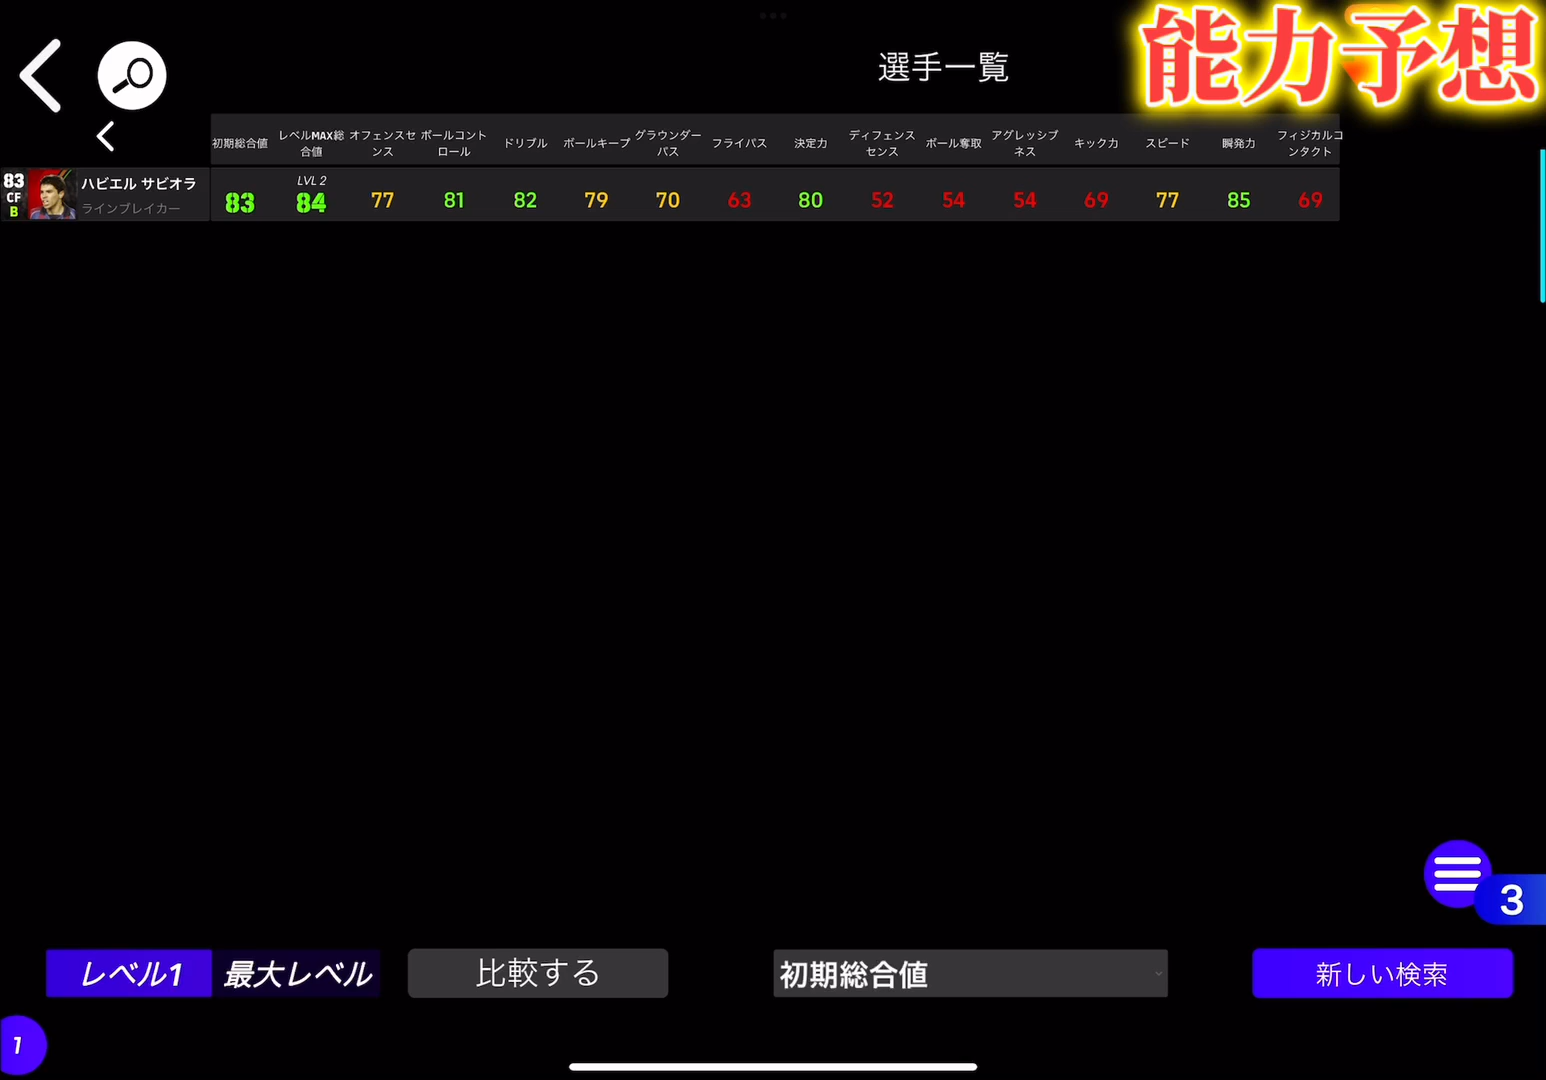 選手一覧
能力予想
初期総合値
レベルMAX総
合値
オフェンスセ
ンス
ボールコント
ロール
ドリブル
ボールキープ
グラウンダー
パス
フライパス
決定力
ディフェンス
センス
ボール奪取
アグレッシブ
ネス
キック力
スピード
瞬発力
フィジカルコ
ンタクト
83
CF
B
ハビエル サビオラ
ラインブレイカー
83
LVL 2
84
77
81
82
79
70
63
80
52
54
54
69
77
85
69
3
レベル1
最大レベル
比較する
初期総合値
新しい検索
1